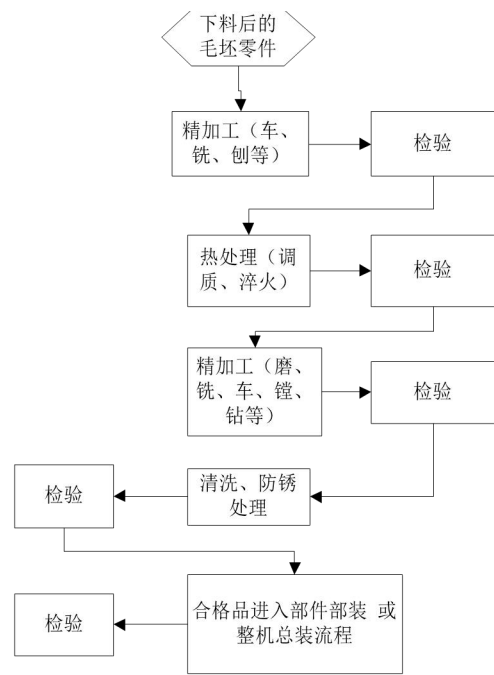 下料后的
毛坯零件
精加工（车、
铣、刨等）
检验
热处理（调
质、淬火）
检验
精加工（磨、
铣、车、镗、
钻等）
检验
清洗、防锈
处理
检验
合格品进入部件部装 或
整机总装流程
检验